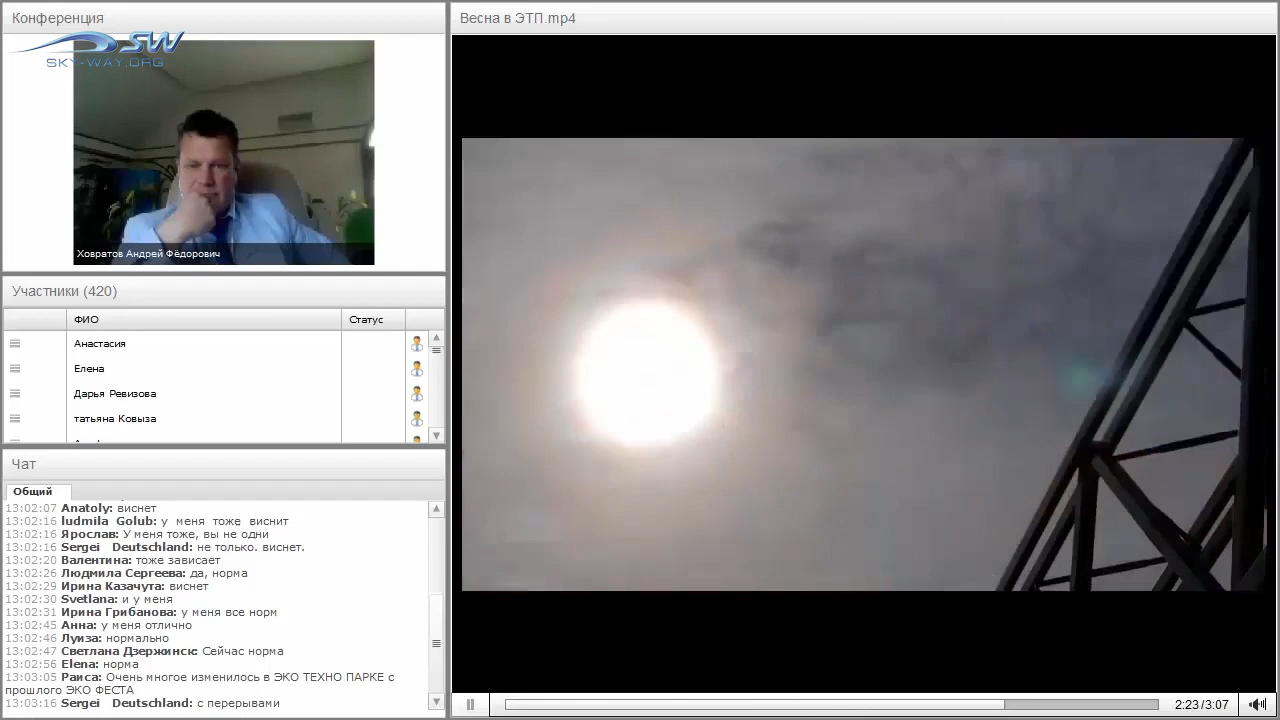 Конференция
SW
SKY-WAY.ORG
Ховратов Андрей Фёдорович
Участники (420)
ФИО
Статус
Анастасия
Елена
Дарья Ревизова
татьяна Ковыза
Чат
Общий
13:02:07 Anatoly: виснет
13:02:16 ludmila Golub: у меня тоже виснит
13:02:16 Ярослав: У меня тоже, вы не одни
13:02:16 Sergei Deutschland: не только. виснет.
13:02:20 Валентина: тоже зависает
13:02:26 Людмила Сергеева: да, норма
13:02:29 Ирина Казачута: виснет
13:02:30 Svetlana: и у меня
13:02:31 Ирина Грибанова: у меня все норм
13:02:45 Анна: у меня отлично
13:02:46 Луиза: нормально
13:02:47 Светлана Дзержинск: Сейчас норма
13:02:56 Elena: норма
13:03:05 Раиса: Очень многое изменилось в ЭКО ТЕХНО ПАРКЕ с
прошлого ЭКО ФЕСТА
13:03:16 Sergei Deutschland: с перерывами
Весна в ЭТП.mp4
2:23/3:07